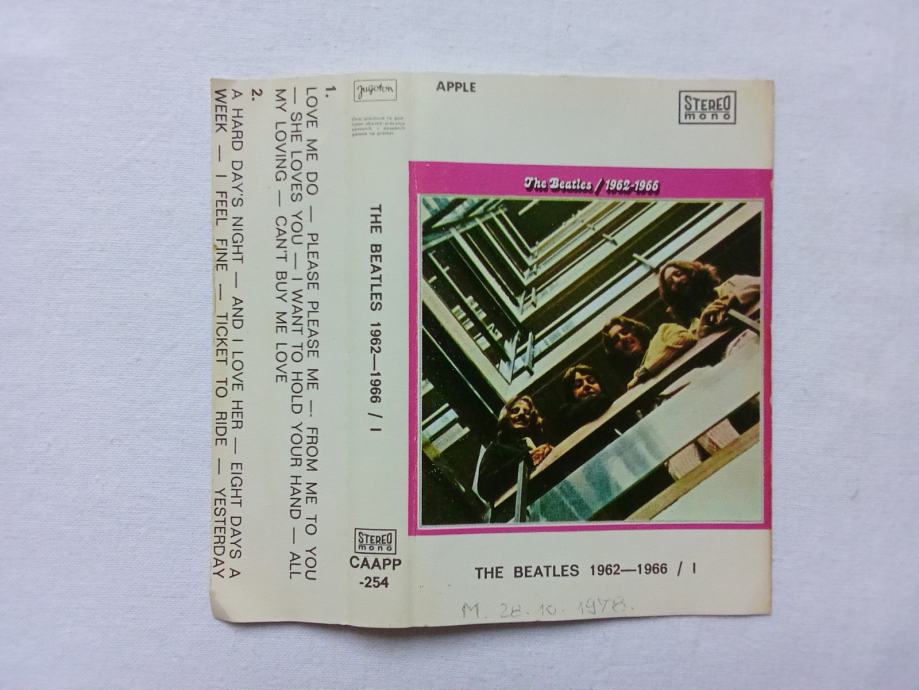 APPLE
STEREO
mono
The Beatles / 1962-1966
THE BEATLES 1962—1966 / I
M. 28. 10. 1978.
jugoton
THE BEATLES 1962—1966 / I
STEREO
mono
CAAPP
-254
1.
LOVE ME DO — PLEASE PLEASE ME —. FROM ME TO YOU
— SHE LOVES YOU — I WANT TO HOLD YOUR HAND — ALL
MY LOVING — CAN'T BUY ME LOVE
2.
A HARD DAY'S NIGHT — AND I LOVE HER — EIGHT DAYS A
WEEK — I FEEL FINE — TICKET TO RIDE — YESTERDAY